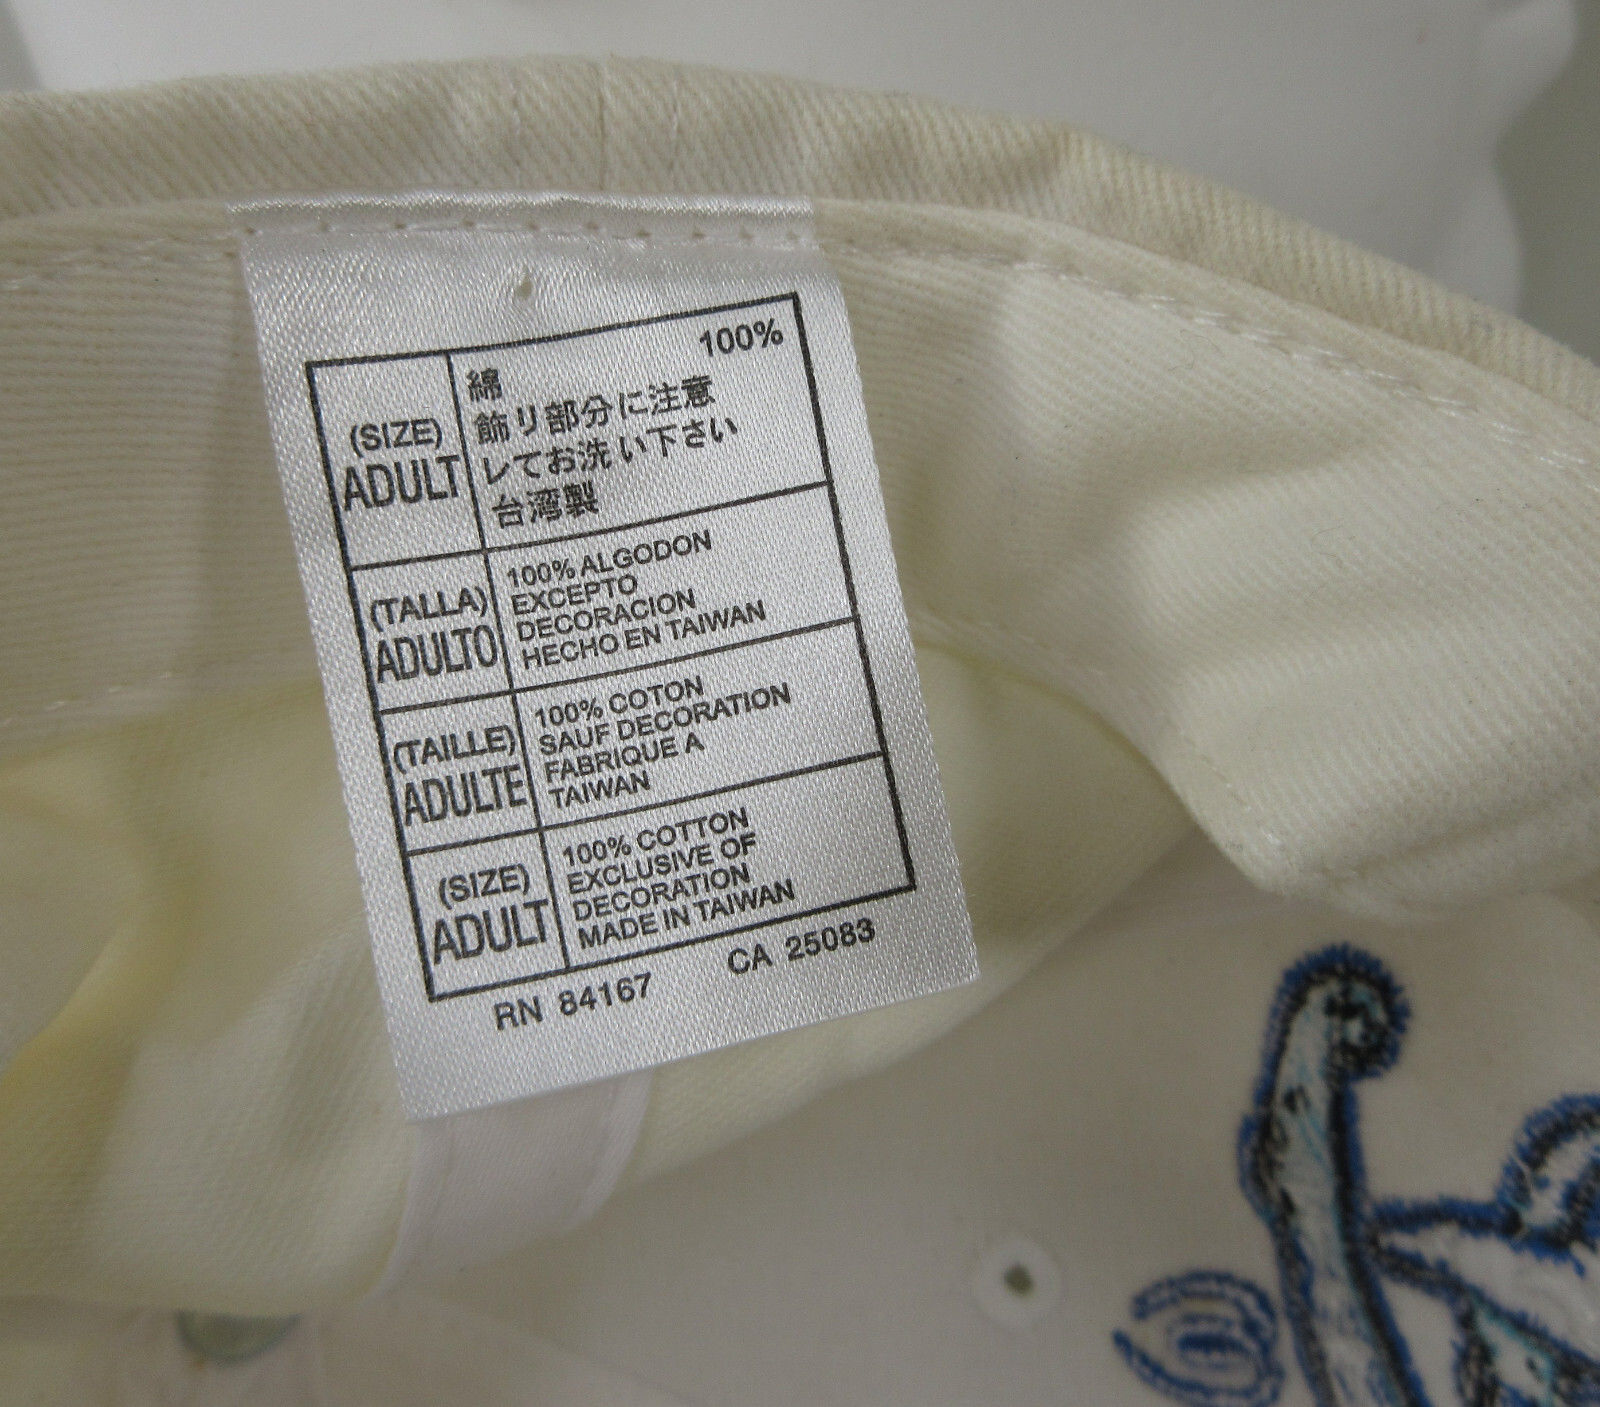 (SIZE)
ADULT
綿 100%
飾リ部分に注意
レてお洗い下さい
台湾製
(TALLA)
ADULTO
100% ALGODON
EXCEPTO
DECORACION
HECHO EN TAIWAN
(TAILLE)
ADULTE
100% COTON
SAUF DECORATION
FABRIQUE A
TAIWAN
(SIZE)
ADULT
100% COTTON
EXCLUSIVE OF
DECORATION
MADE IN TAIWAN
RN 84167 CA 25083